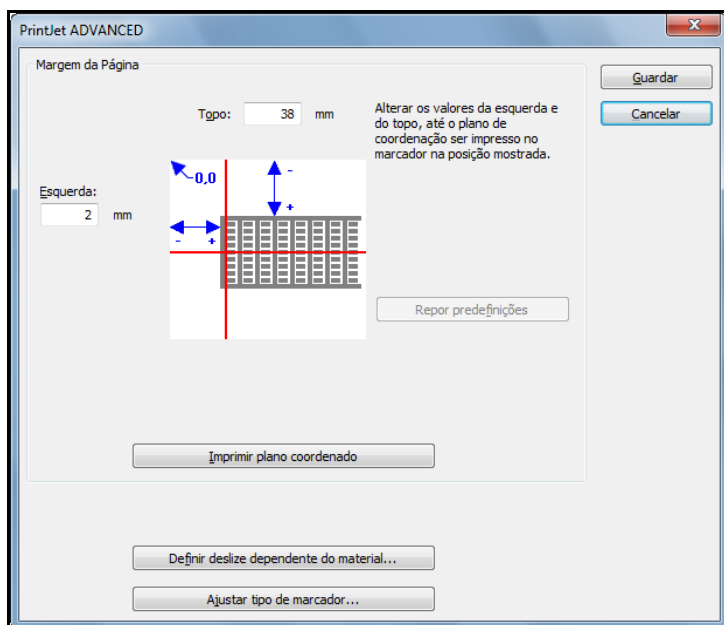 PrintJet ADVANCED
Margem da Página
Guardar
Topo: 38 mm
Alterar os valores da esquerda e
do topo, até o plano de
coordenação ser impresso no
marcador na posição mostrada.
Cancelar
0,0
-
+
Esquerda:
2 mm
- +
Repor predefinições
Imprimir plano coordenado
Definir deslize dependente do material...
Ajustar tipo de marcador...